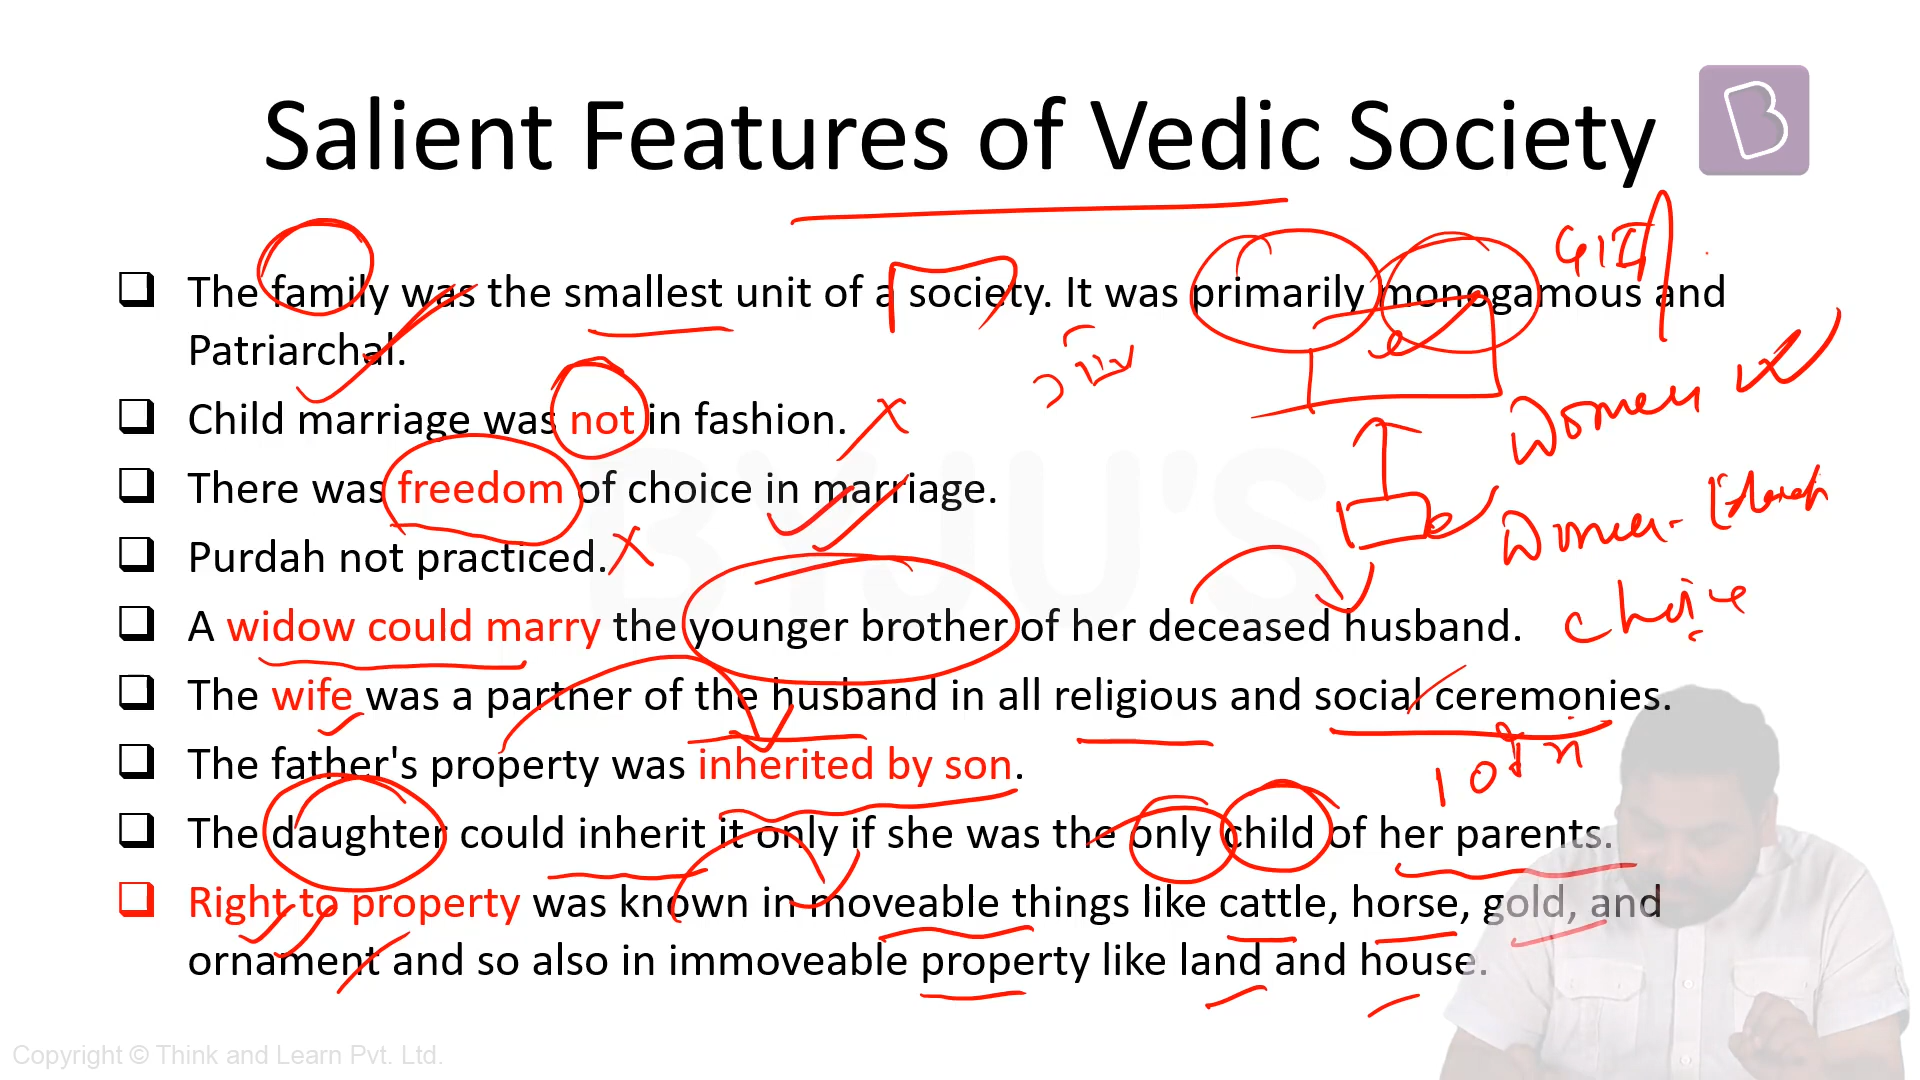 Salient Features of Vedic Society
B
❑ The family was the smallest unit of a society. It was primarily monogamous and
Patriarchal.
❑ Child marriage was not in fashion.
❑ There was freedom of choice in marriage.
❑ Purdah not practiced.
❑ A widow could marry the younger brother of her deceased husband.
❑ The wife was a partner of the husband in all religious and social ceremonies.
❑ The father's property was inherited by son.
❑ The daughter could inherit it only if she was the only child of her parents.
❑ Right to property was known in moveable things like cattle, horse, gold, and
ornament and so also in immoveable property like land and house.
Women
Women-
choice
BYJU'S
Copyright © Think and Learn Pvt. Ltd.